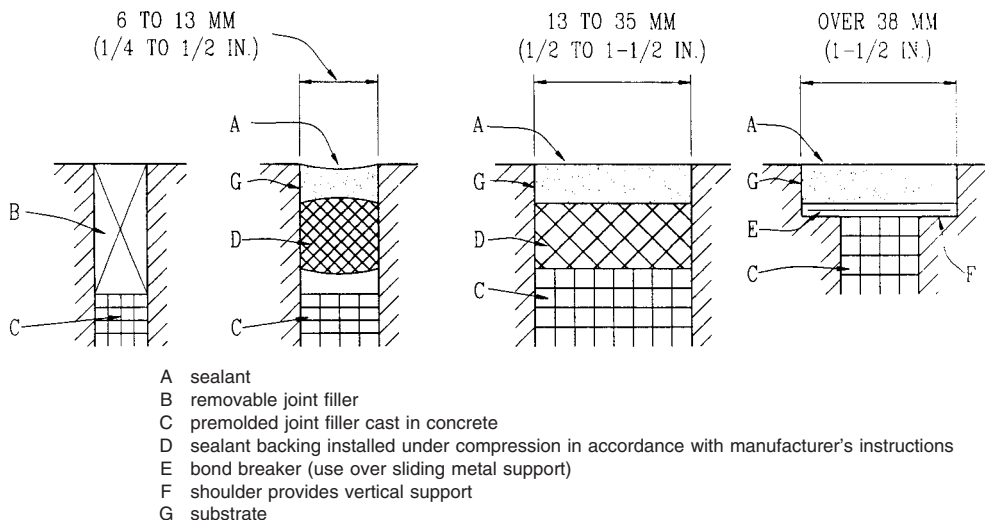 6 TO 13 MM
(1/4 TO 1/2 IN.)
13 TO 35 MM
(1/2 TO 1-1/2 IN.)
OVER 38 MM
(1-1/2 IN.)
A
A
A
G
G
G
B
D
D
E
C
C
C
C
F
A sealant
B removable joint filler
C premolded joint filler cast in concrete
D sealant backing installed under compression in accordance with manufacturer's instructions
E bond breaker (use over sliding metal support)
F shoulder provides vertical support
G substrate